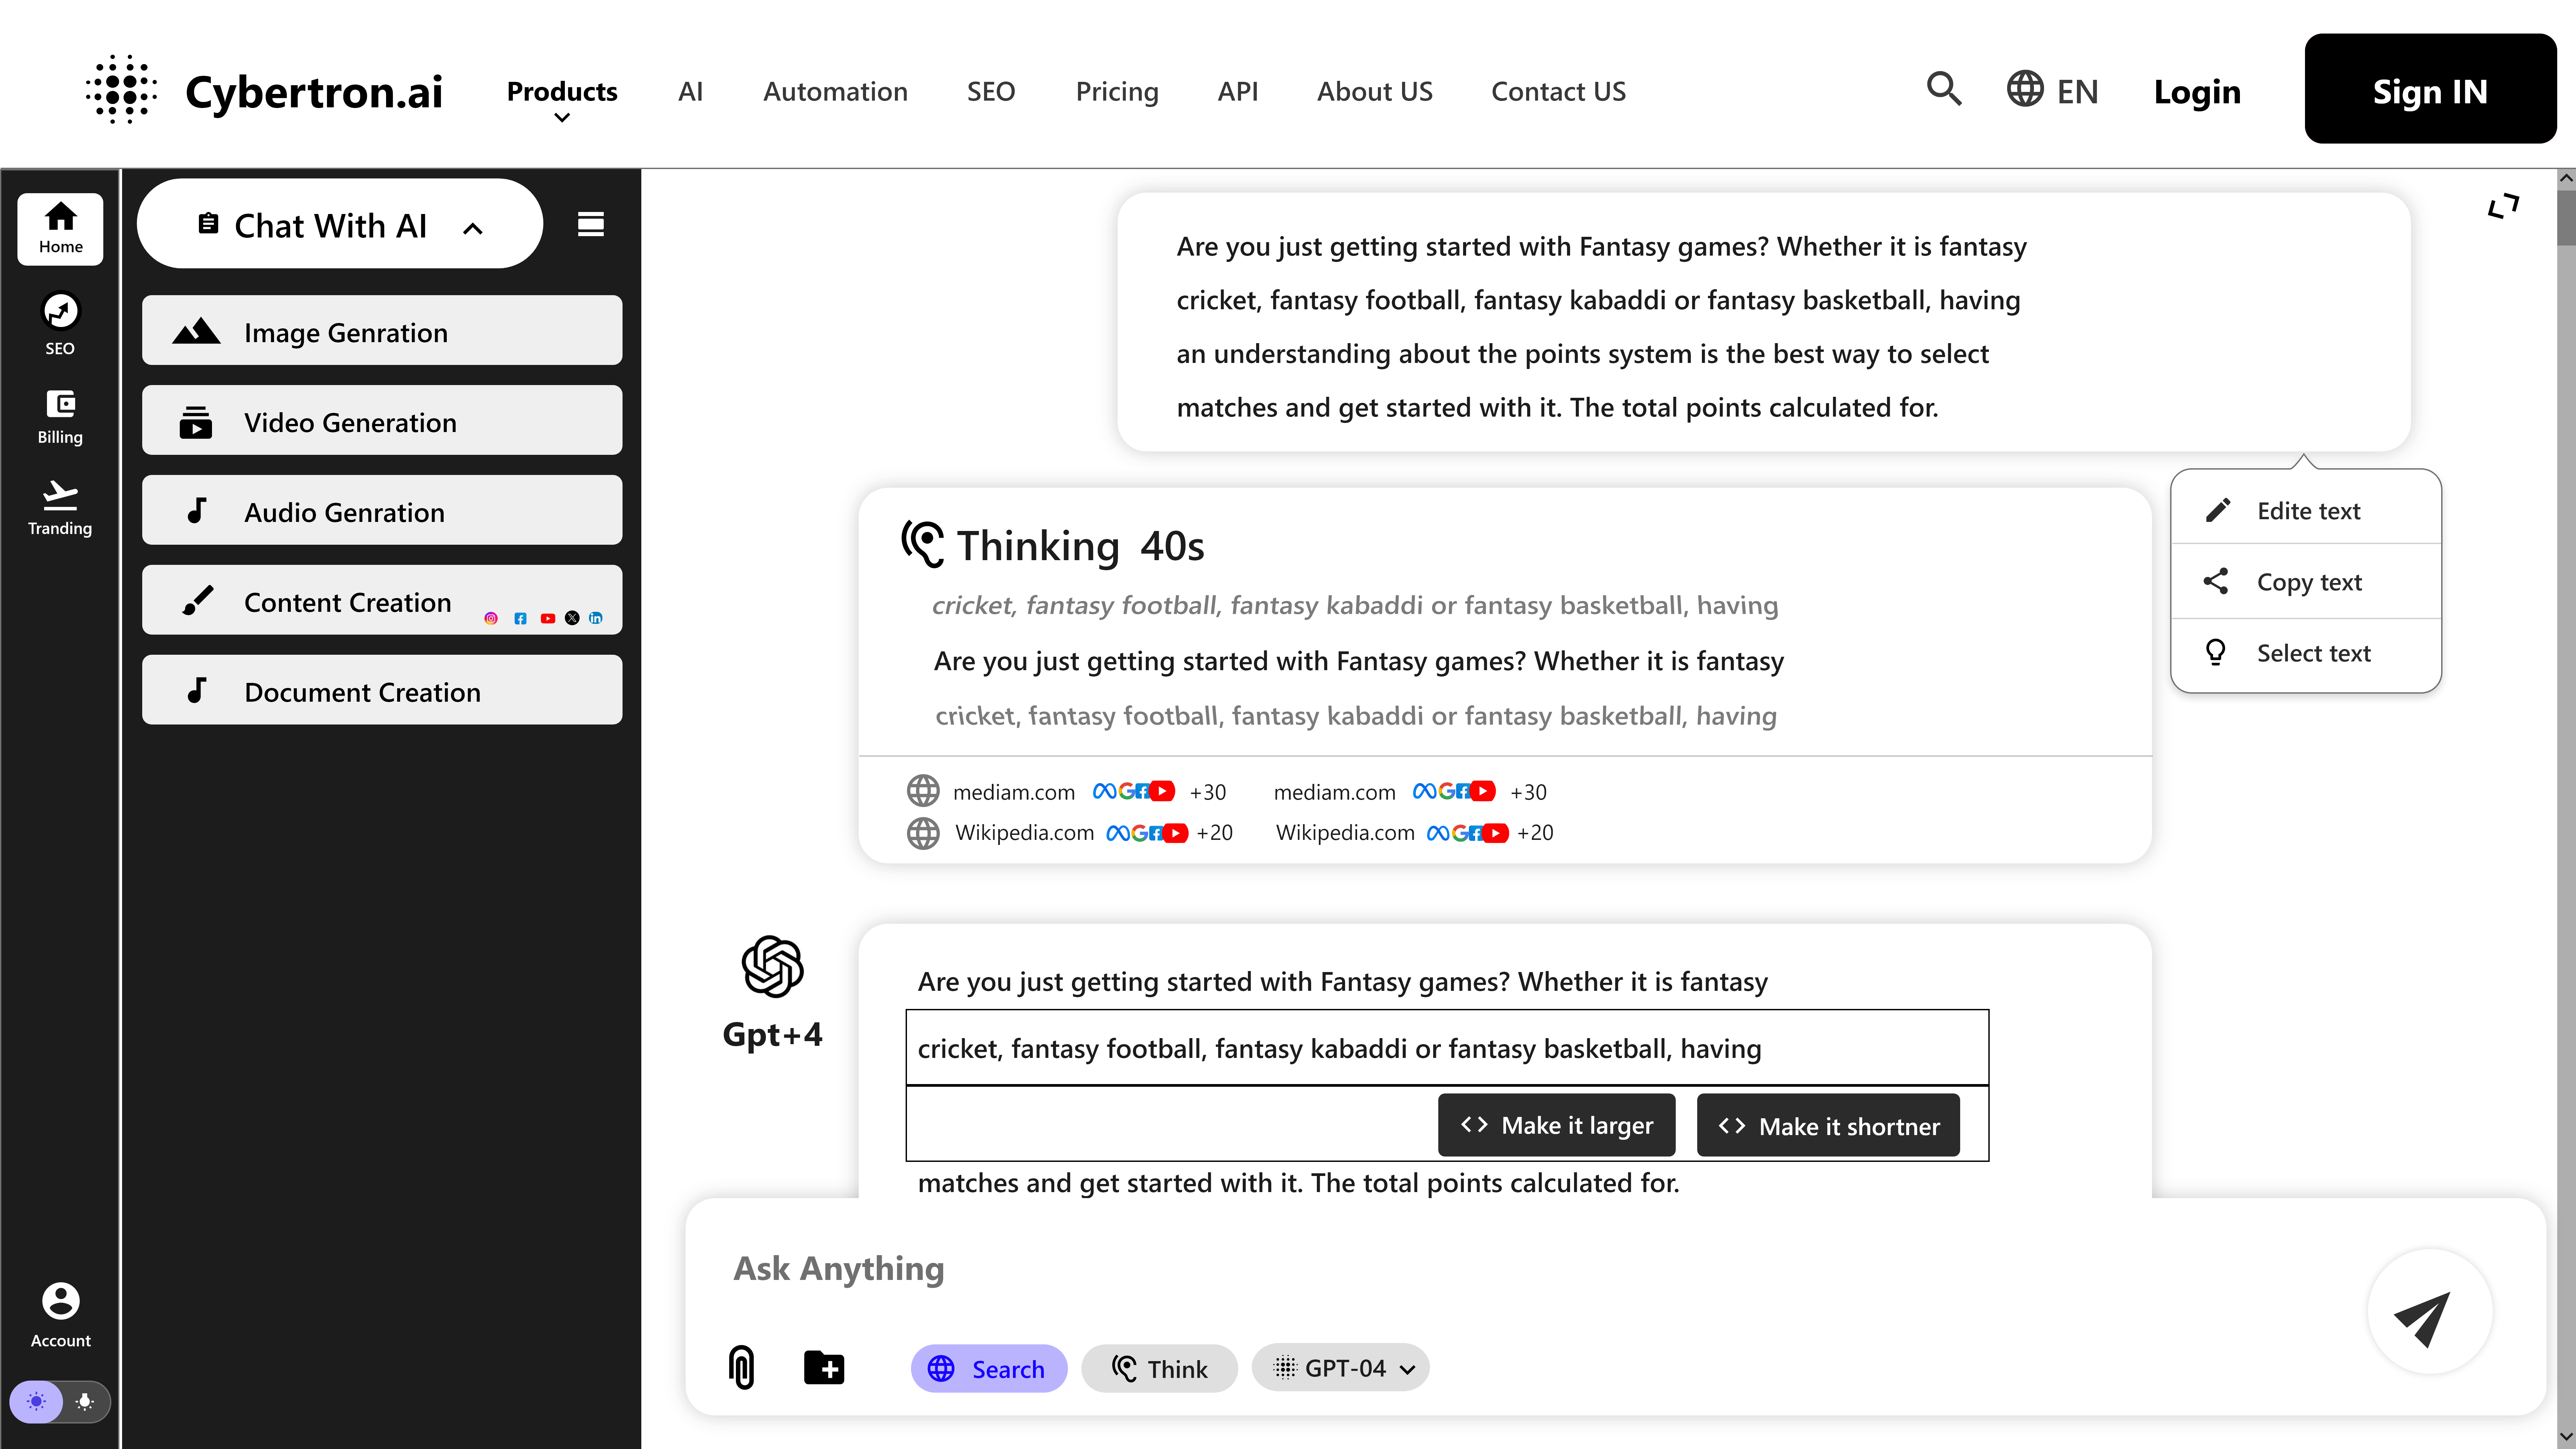 Cybertron.ai
Products
AI
Automation
SEO
Pricing
API
About US
Contact US
EN
Login
Sign IN
Home
SEO
Billing
Tranding
Account
Chat With AI
Image Genration
Video Generation
Audio Genration
Content Creation
Document Creation
Are you just getting started with Fantasy games? Whether it is fantasy
cricket, fantasy football, fantasy kabaddi or fantasy basketball, having
an understanding about the points system is the best way to select
matches and get started with it. The total points calculated for.
Edite text
Copy text
Select text
Thinking 40s
cricket, fantasy football, fantasy kabaddi or fantasy basketball, having
Are you just getting started with Fantasy games? Whether it is fantasy
cricket, fantasy football, fantasy kabaddi or fantasy basketball, having
mediam.com +30 mediam.com +30
Wikipedia.com +20 Wikipedia.com +20
Gpt+4
Are you just getting started with Fantasy games? Whether it is fantasy
cricket, fantasy football, fantasy kabaddi or fantasy basketball, having
Make it larger
Make it shortner
matches and get started with it. The total points calculated for.
Ask Anything
Search
Think
GPT-04